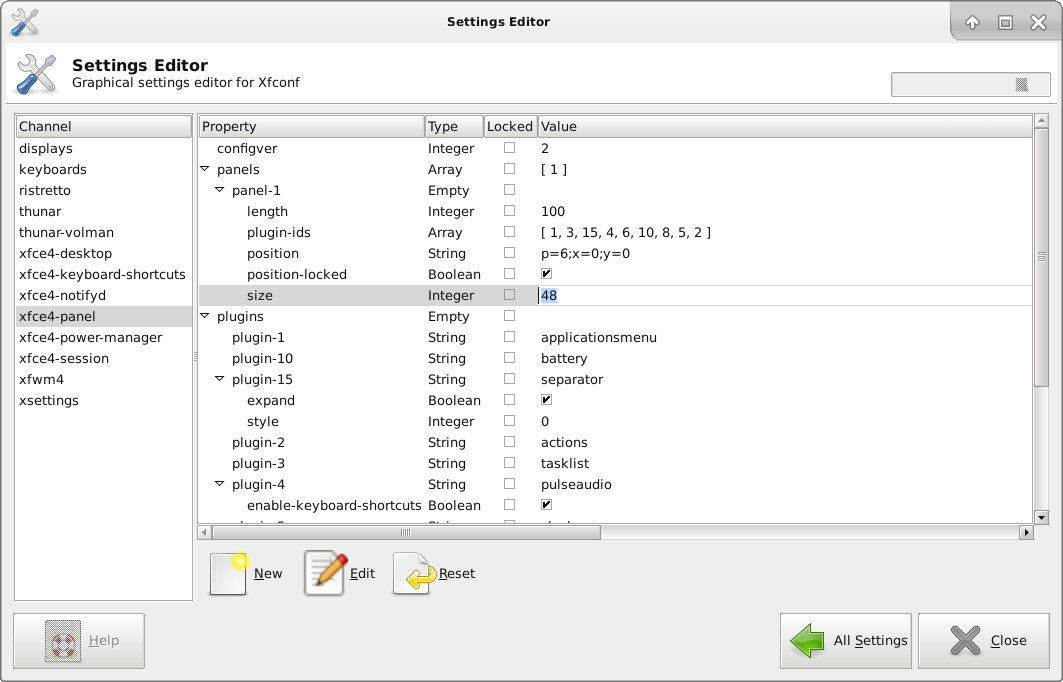 Settings Editor
Settings Editor
Graphical settings editor for Xfconf
Channel
displays
keyboards
ristretto
thunar
thunar-volman
xfce4-desktop
xfce4-keyboard-shortcuts
xfce4-notifyd
xfce4-panel
xfce4-power-manager
xfce4-session
xfwm4
xsettings
Property Type Locked Value
configver Integer 2
panels Array [ 1 ]
panel-1 Empty
length Integer 100
plugin-ids Array [ 1, 3, 15, 4, 6, 10, 8, 5, 2 ]
position String p=6;x=0;y=0
position-locked Boolean
size Integer 48
plugins Empty
plugin-1 String applicationsmenu
plugin-10 String battery
plugin-15 String separator
expand Boolean
style Integer 0
plugin-2 String actions
plugin-3 String tasklist
plugin-4 String pulseaudio
enable-keyboard-shortcuts Boolean
New Edit Reset
Help All Settings Close